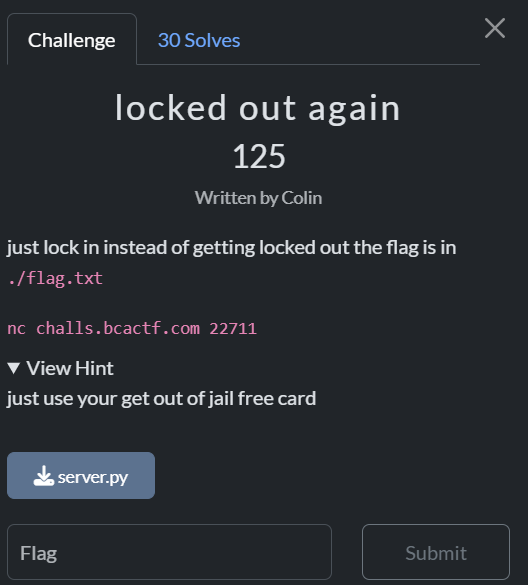 Challenge
30 Solves
locked out again
125
Written by Colin
just lock in instead of getting locked out the flag is in
./flag.txt
nc challs.bcactf.com 22711
▼ View Hint
just use your get out of jail free card
server.py
Flag
Submit